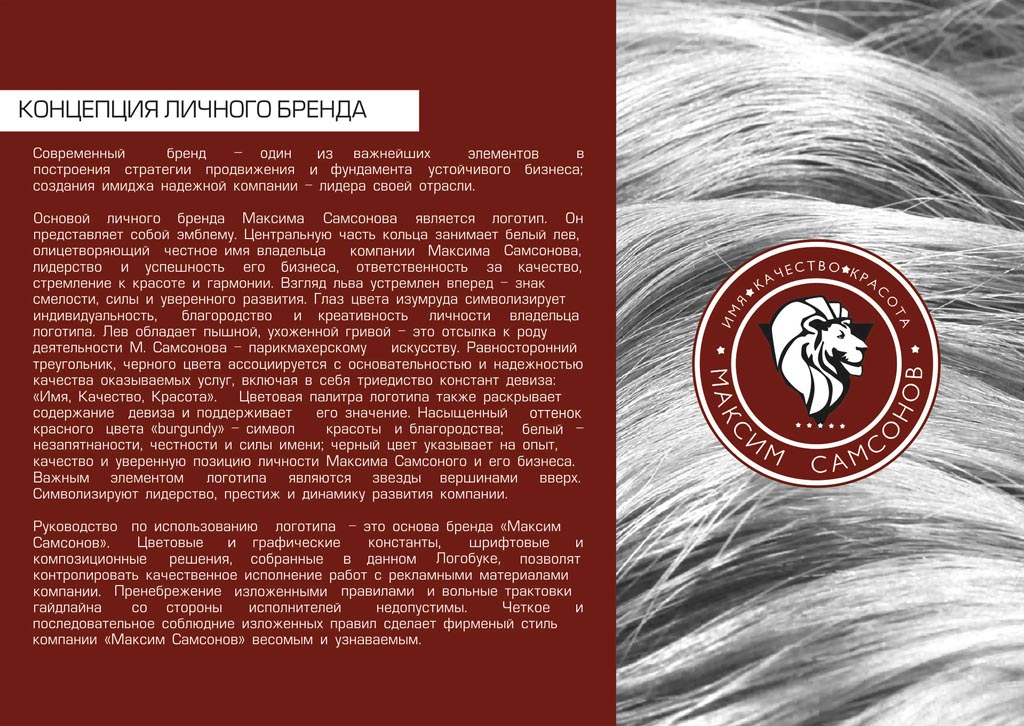 КОНЦЕПЦИЯ ЛИЧНОГО БРЕНДА
Современный бренд – один из важнейших элементов в
построения стратегии продвижения и фундамента устойчивого бизнеса;
создания имиджа надежной компании – лидера своей отрасли.
Основой личного бренда Максима Самсонова является логотип. Он
представляет собой эмблему. Центральную часть кольца занимает белый лев,
олицетворяющий честное имя владельца компании Максима Самсонова,
лидерство и успешность его бизнеса, ответственность за качество,
стремление к красоте и гармонии. Взгляд льва устремлен вперед – знак
смелости, силы и уверенного развития. Глаз цвета изумруда символизирует
индивидуальность, благородство и креативность личности владельца
логотипа. Лев обладает пышной, ухоженной гривой – это отсылка к роду
деятельности М. Самсонова – парикмахерскому искусству. Равносторонний
треугольник, черного цвета ассоциируется с основательностью и надежностью
качества оказываемых услуг, включая в себя триедиство констант девиза:
«Имя, Качество, Красота». Цветовая палитра логотипа также раскрывает
содержание девиза и поддерживает его значение. Насыщенный оттенок
красного цвета «burgundy» – символ красоты и благородства; белый –
незапятнаности, честности и силы имени; черный цвет указывает на опыт,
качество и уверенную позицию личности Максима Самсоного и его бизнеса.
Важным элементом логотипа являются звезды вершинами вверх.
Символизируют лидерство, престиж и динамику развития компании.
Руководство по использованию логотипа – это основа бренда «Максим
Самсонов». Цветовые и графические константы, шрифтовые и
композиционные решения, собранные в данном Логобуке, позволят
контролировать качественное исполнение работ с рекламными материалами
компании. Пренебрежение изложенными правилами и вольные трактовки
гайдлайна со стороны исполнителей недопустимы. Четкое и
последовательное соблюдние изложенных правил сделает фирменый стиль
компании «Максим Самсонов» весомым и узнаваемым.
ИМЯ★КАЧЕСТВО★КРАСОТА
МАКСИМ САМСОНОВ